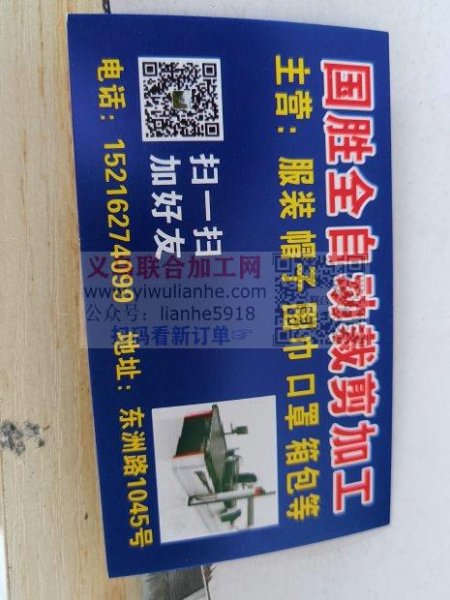 国胜全自动裁剪加工
主营：服装 帽子 围巾 口罩 箱包等
扫一扫
加好友
电话：15216274099 地址：东洲路1045号
义乌联合加工网
www.yiwulianhe.com
公众号：lianhe5918
扫码看新订单☞